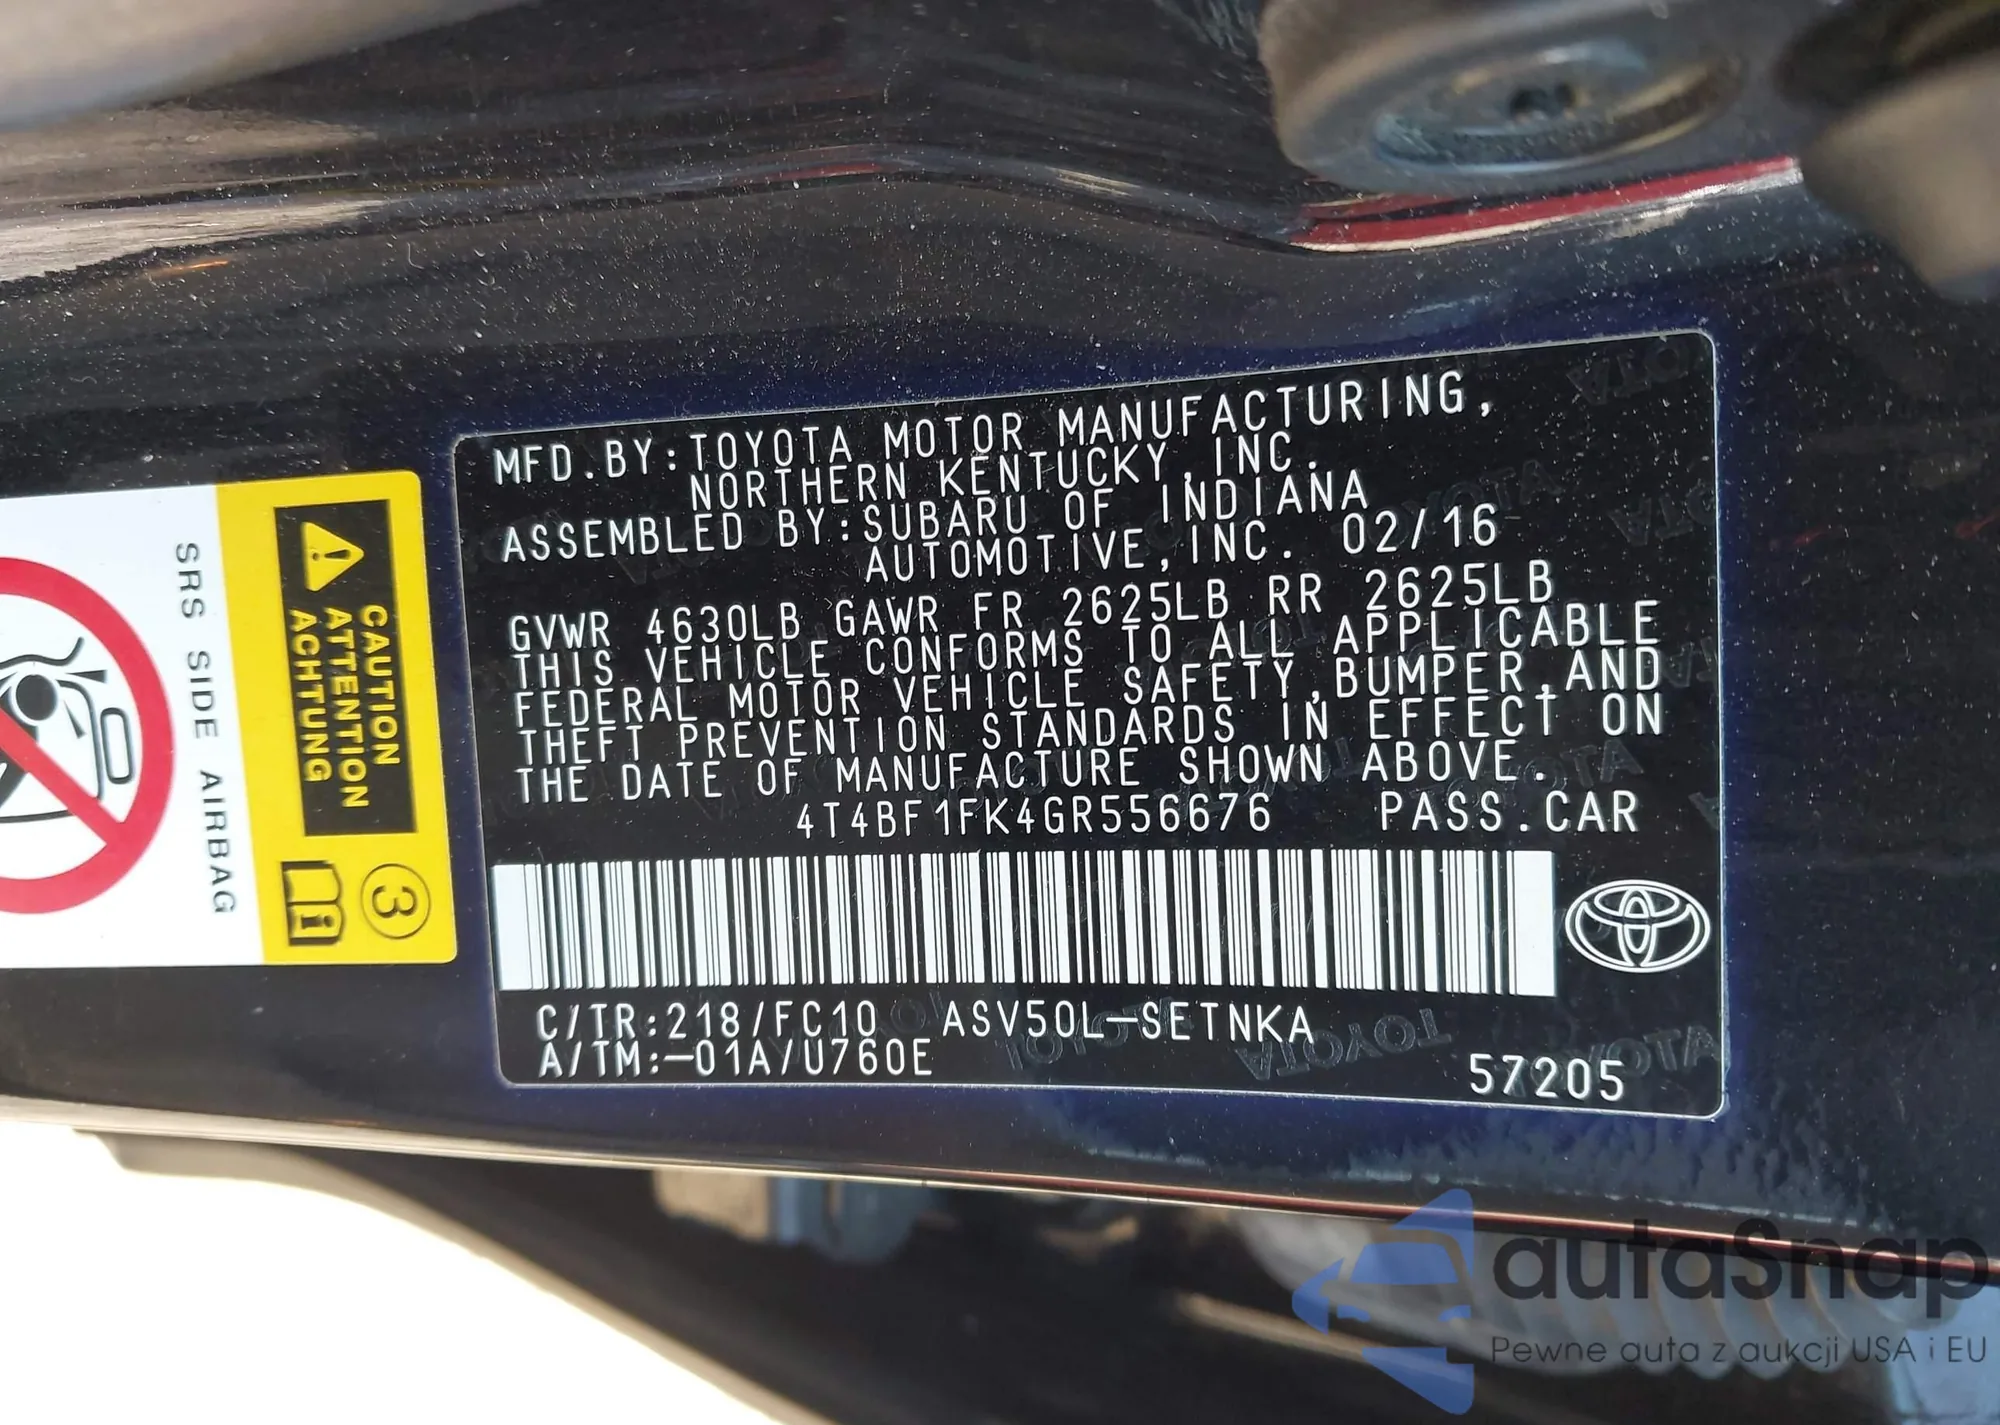 MFD.BY:TOYOTA MOTOR MANUFACTURING,
NORTHERN KENTUCKY,INC.
ASSEMBLED BY:SUBARU OF INDIANA
AUTOMOTIVE,INC. 02/16
GVWR 4630LB GAWR FR 2625LB RR 2625LB
THIS VEHICLE CONFORMS TO ALL APPLICABLE
FEDERAL MOTOR VEHICLE SAFETY,BUMPER,AND
THEFT PREVENTION STANDARDS IN EFFECT ON
THE DATE OF MANUFACTURE SHOWN ABOVE.
4T4BF1FK4GR556676 PASS.CAR
C/TR:218/FC10 ASV50L-SETNKA
A/TM:-01A/U760E
57205
SRS SIDE AIRBAG
CAUTION
ATTENTION
ACHTUNG
3
autaSnap
Pewne auta z aukcji USA i EU